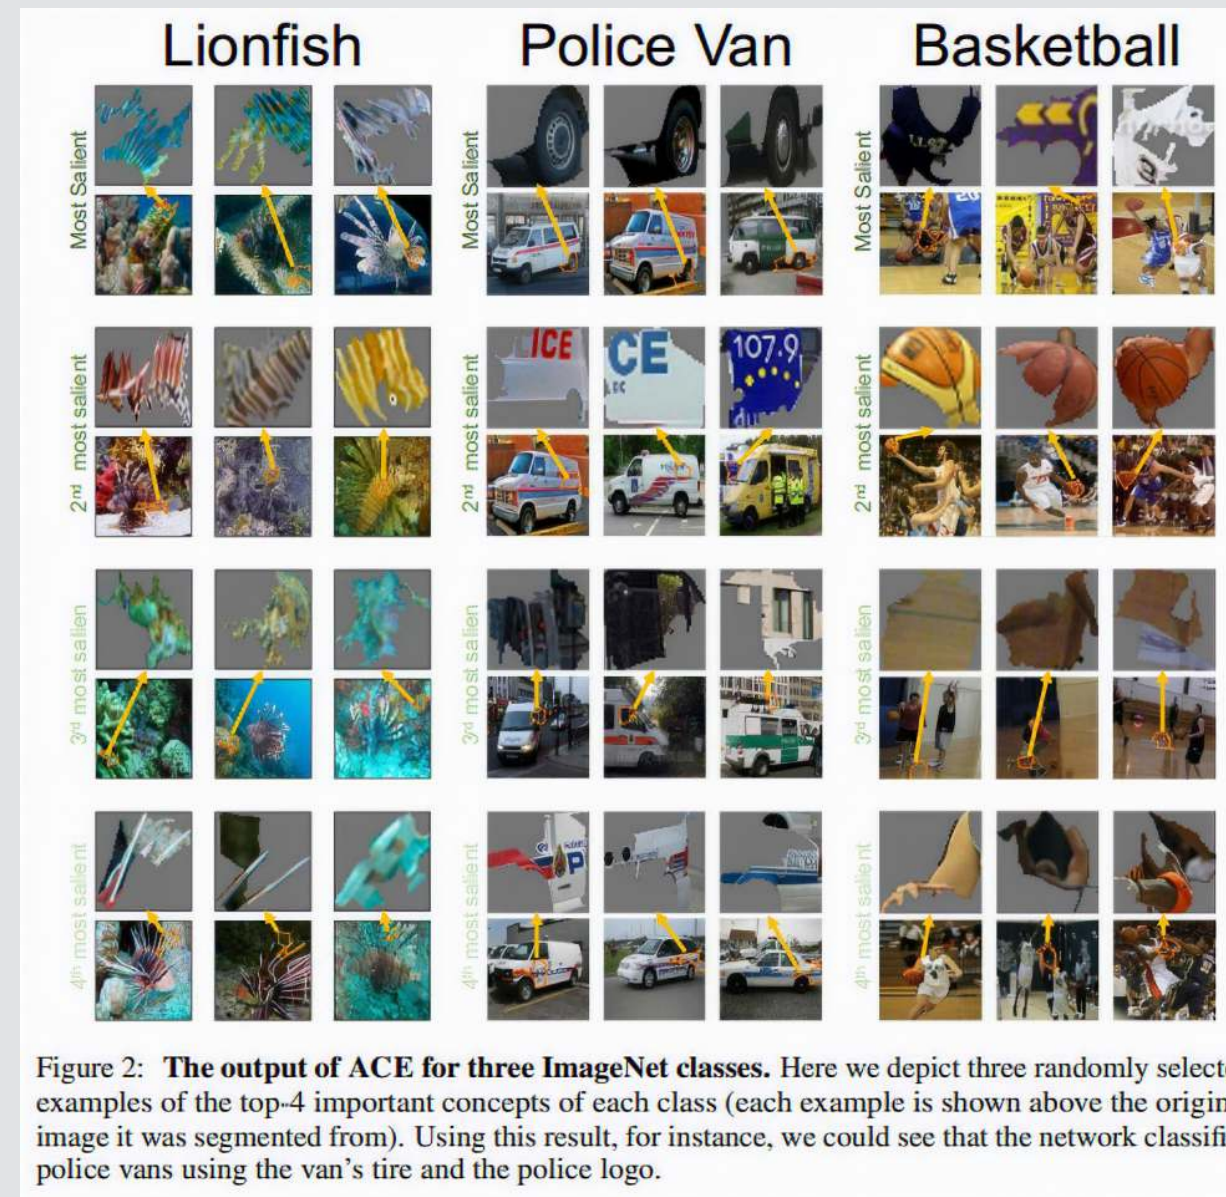 Lionfish Police Van Basketball
Most Salient
Most Salient
Most Salient
ICE
CE
107.9
2nd most salient
2nd most salient
2nd most salient
3rd most salien
3rd most salien
3rd most salien
4th most salient
4th most salient
4th most salient
P
Figure 2: The output of ACE for three ImageNet classes. Here we depict three randomly select
examples of the top-4 important concepts of each class (each example is shown above the origin
image it was segmented from). Using this result, for instance, we could see that the network classifi
police vans using the van's tire and the police logo.